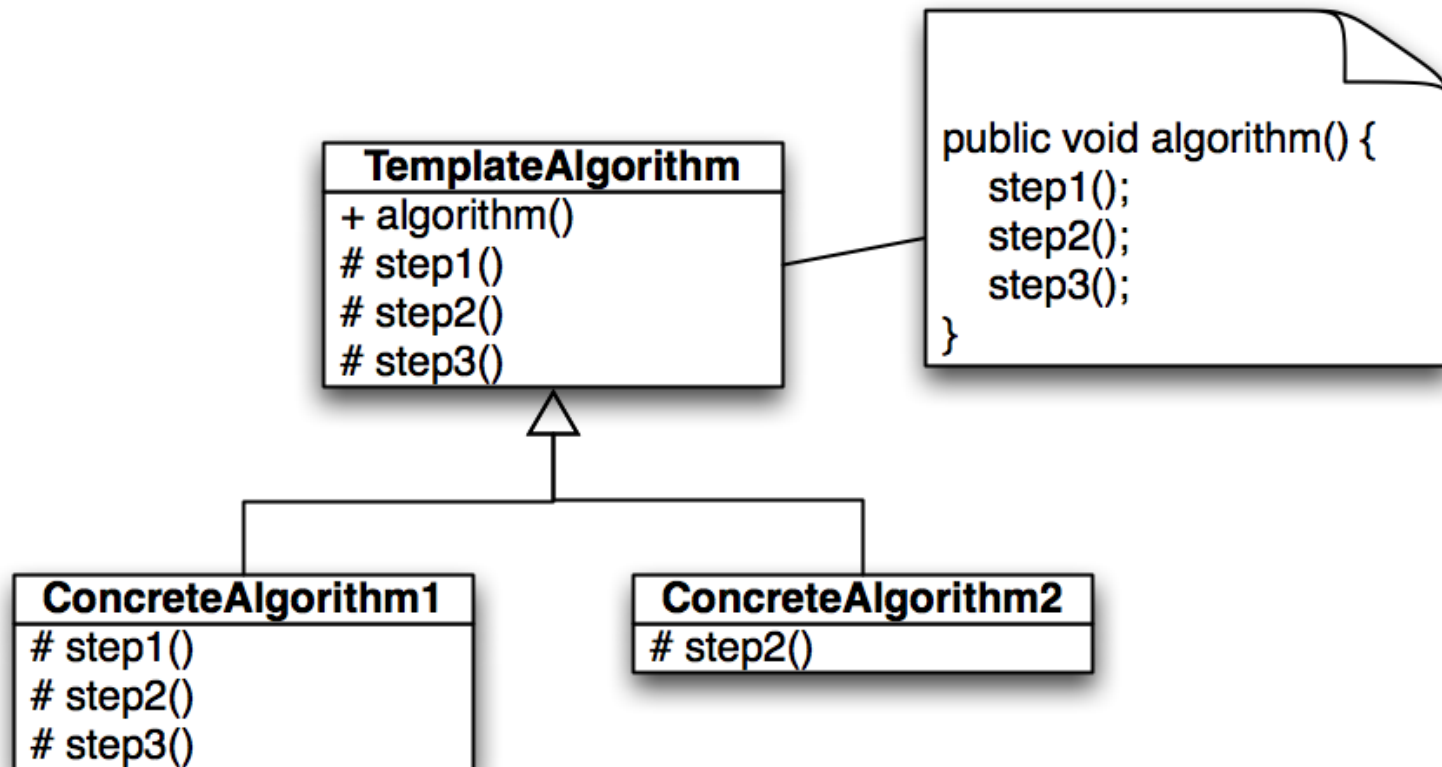 TemplateAlgorithm
+ algorithm()
# step1()
# step2()
# step3()
public void algorithm() {
step1();
step2();
step3();
}
ConcreteAlgorithm1
# step1()
# step2()
# step3()
ConcreteAlgorithm2
# step2()